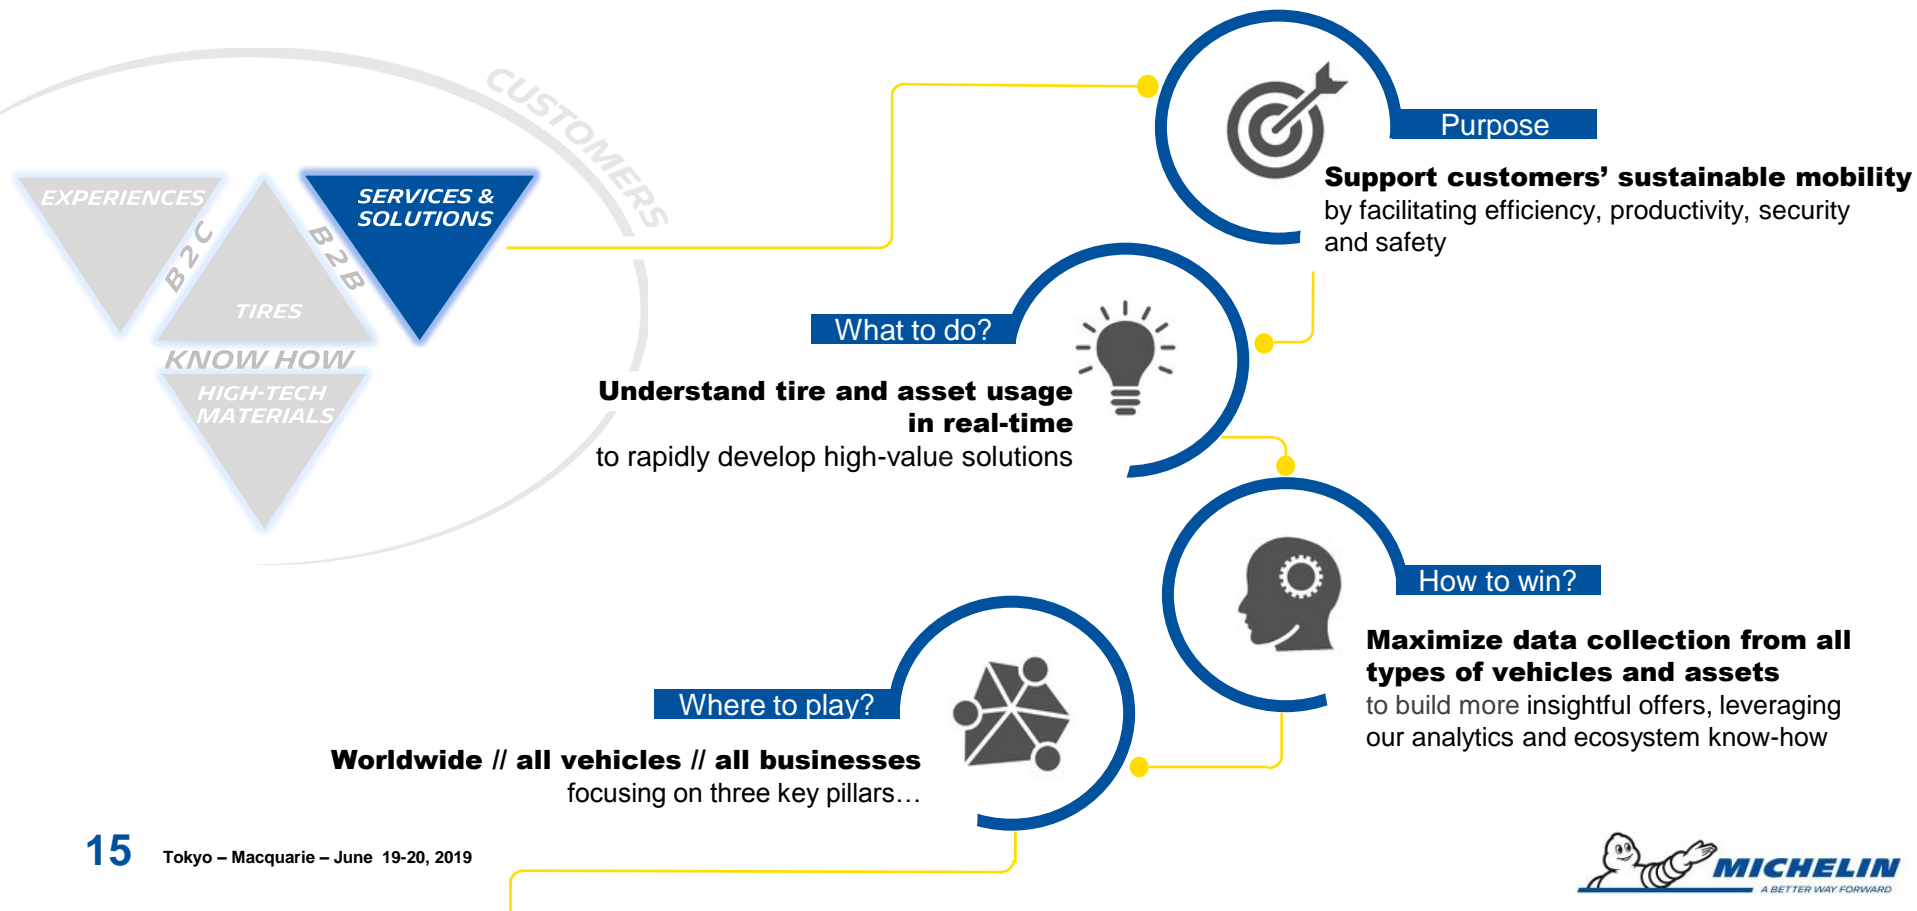 CUSTOMERS
EXPERIENCES
SERVICES &
SOLUTIONS
B2C
B2B
TIRES
KNOW HOW
HIGH-TECH
MATERIALS
Purpose
Support customers’ sustainable mobility
by facilitating efficiency, productivity, security
and safety
What to do?
Understand tire and asset usage
in real-time
to rapidly develop high-value solutions
How to win?
Maximize data collection from all
types of vehicles and assets
to build more insightful offers, leveraging
our analytics and ecosystem know-how
Where to play?
Worldwide // all vehicles // all businesses
focusing on three key pillars…
15
Tokyo – Macquarie – June 19-20, 2019
MICHELIN
A BETTER WAY FORWARD